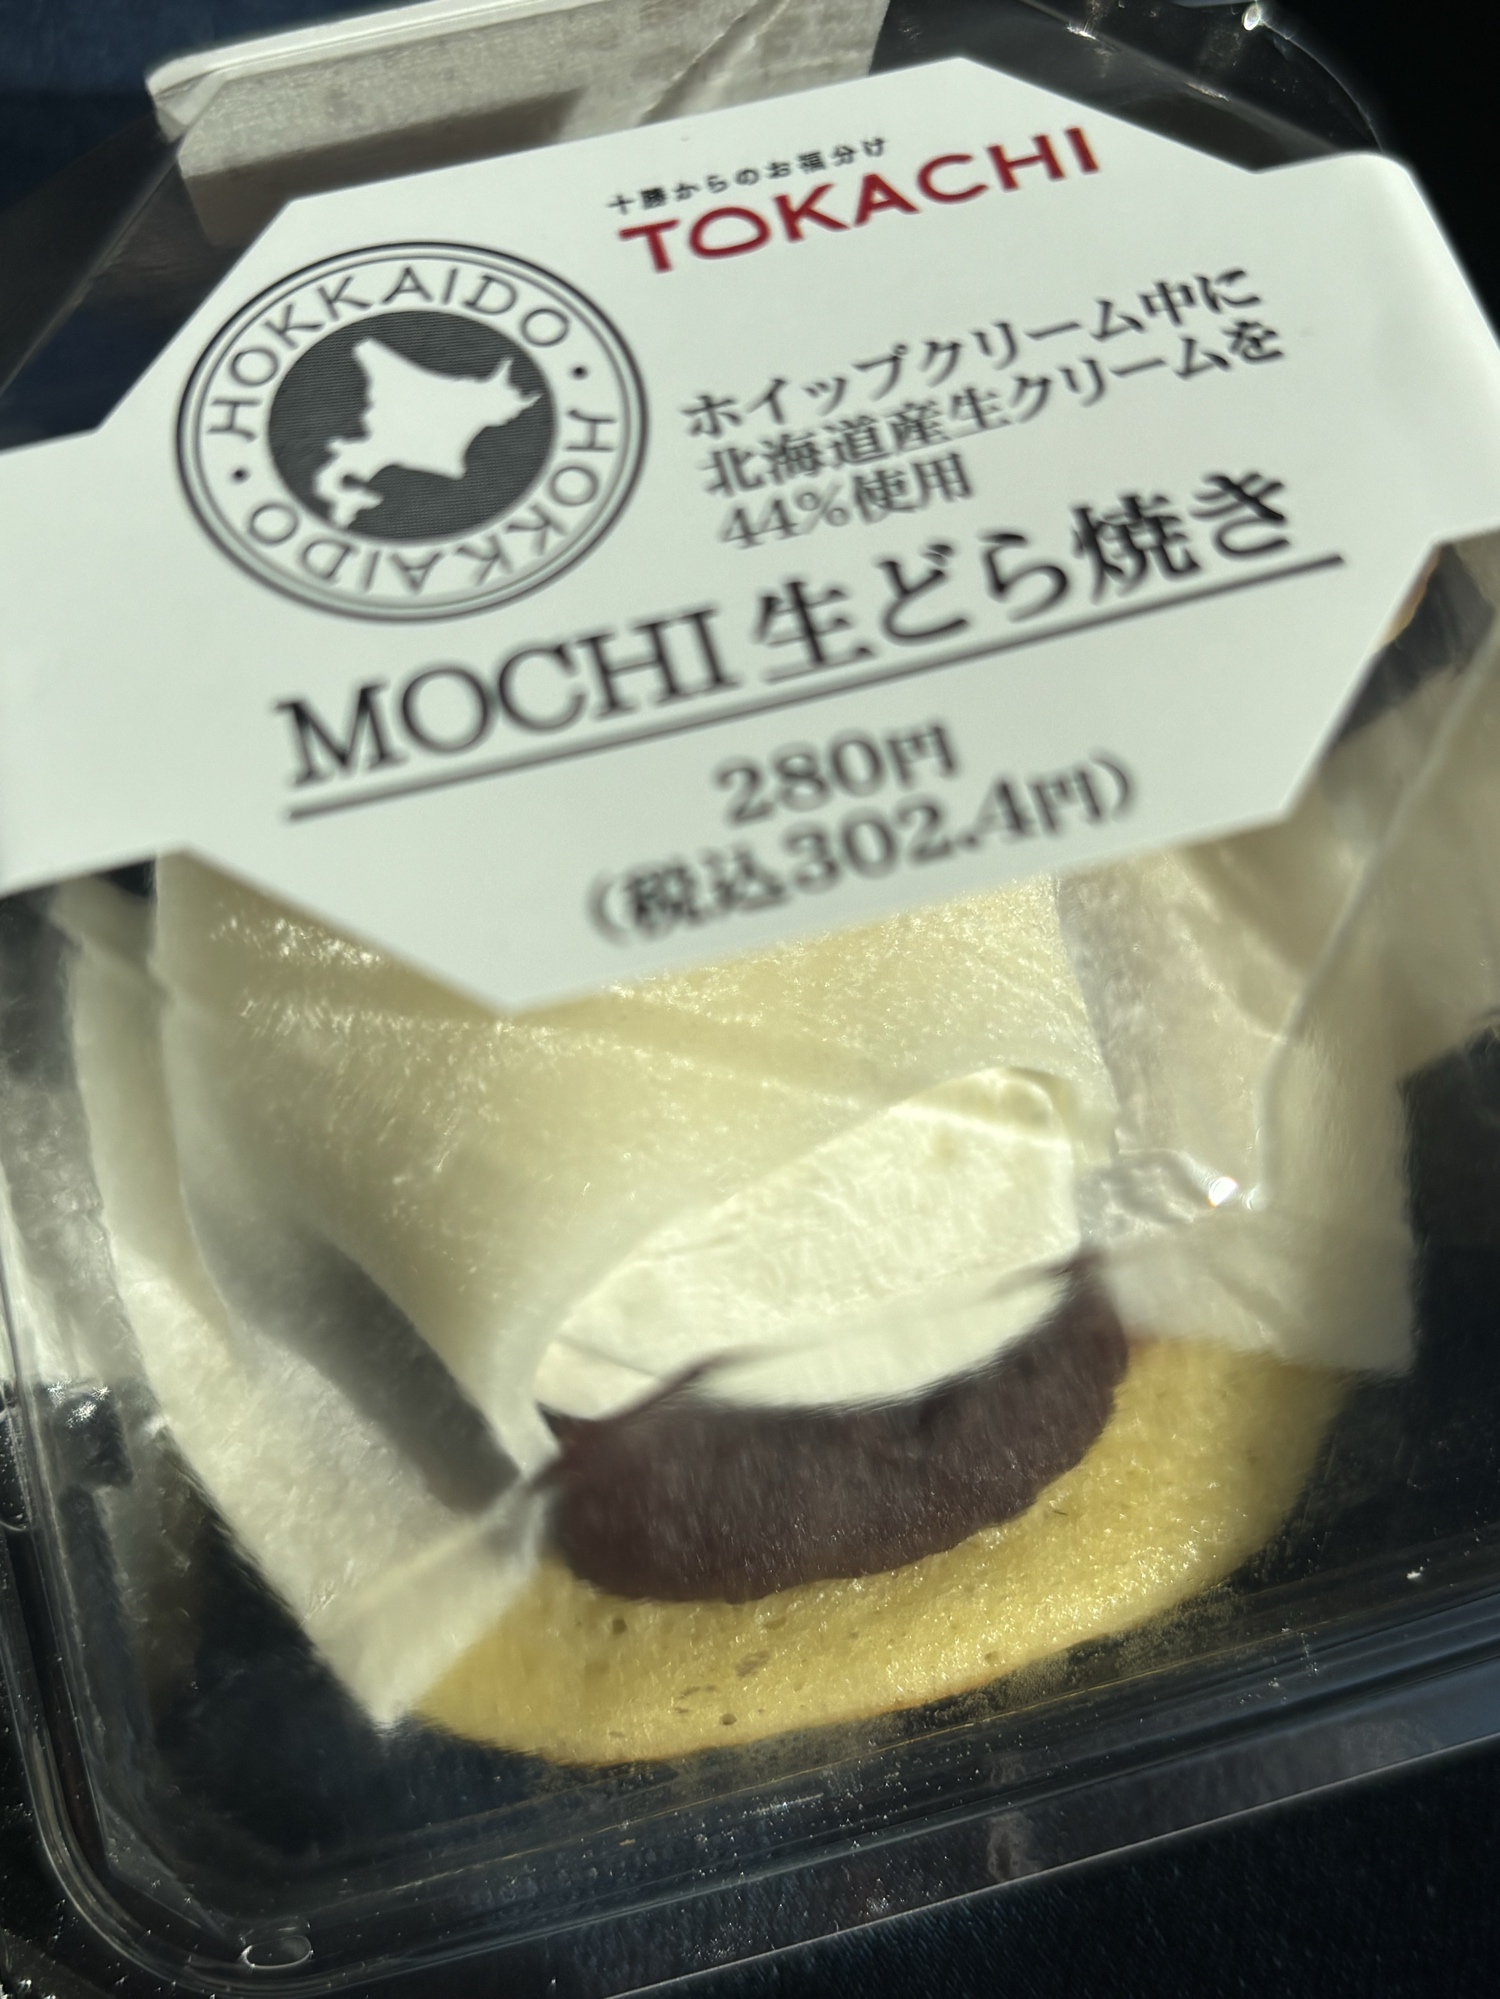 十勝からのお福分け
TOKACHI
HOKKAIDO・HOKKAIDO・
ホイップクリーム中に
北海道産生クリームを
44%使用
MOCHI 生どら焼き
280円
(税込302.4円)